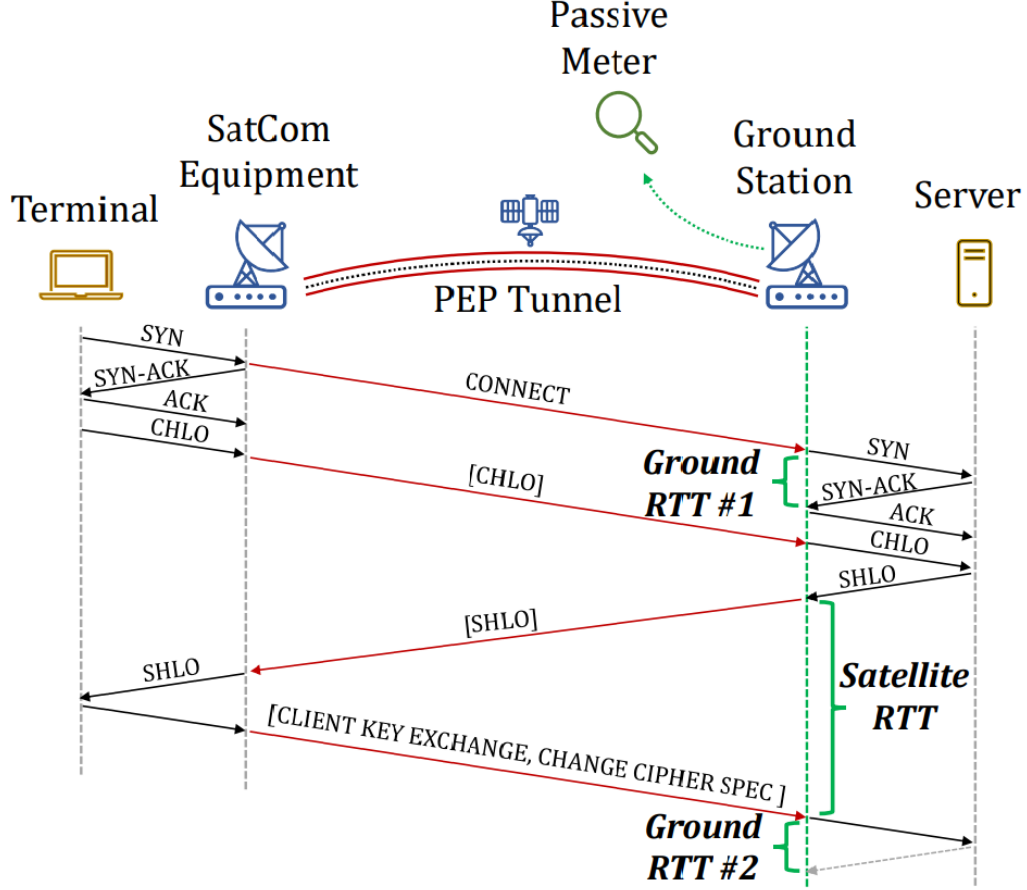 Passive
Meter
SatCom
Equipment
Ground
Station
Terminal
Server
PEP Tunnel
SYN
SYN-ACK
CONNECT
ACK
CHLO
SYN
Ground
RTT #1
[CHLO]
SYN-ACK
ACK
CHLO
SHLO
[SHLO]
SHLO
Satellite
RTT
[CLIENT KEY EXCHANGE, CHANGE CIPHER SPEC ]
Ground
RTT #2